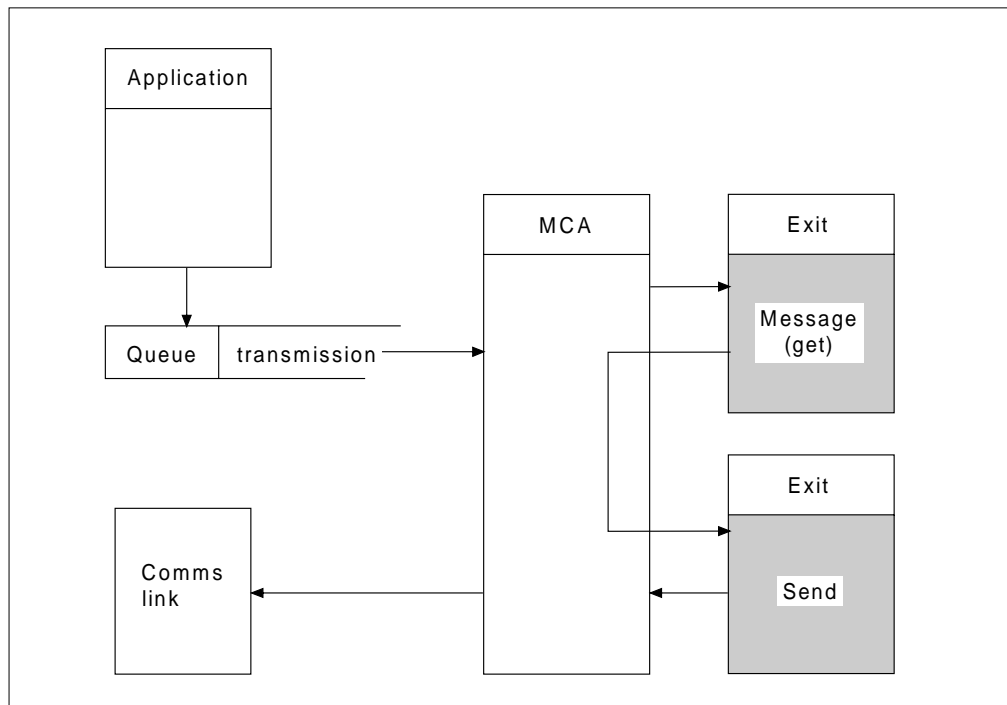 Application
MCA
Exit
Message
(get)
Queue
transmission
Exit
Comms
link
Send